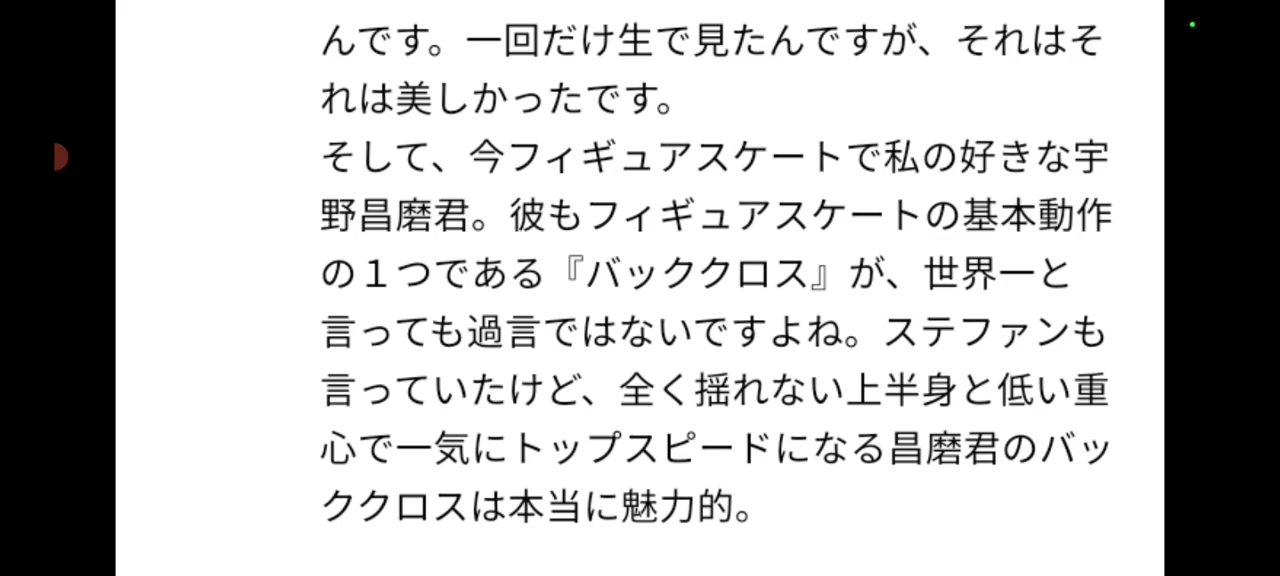 んです。一回だけ生で見たんですが、それはそ
れは美しかったです。
そして、今フィギュアスケートで私の好きな宇
野昌磨君。彼もフィギュアスケートの基本動作
の１つである『バッククロス』が、世界一と
言っても過言ではないですよね。ステファンも
言っていたけど、全く揺れない上半身と低い重
心で一気にトップスピードになる昌磨君のバッ
ククロスは本当に魅力的。